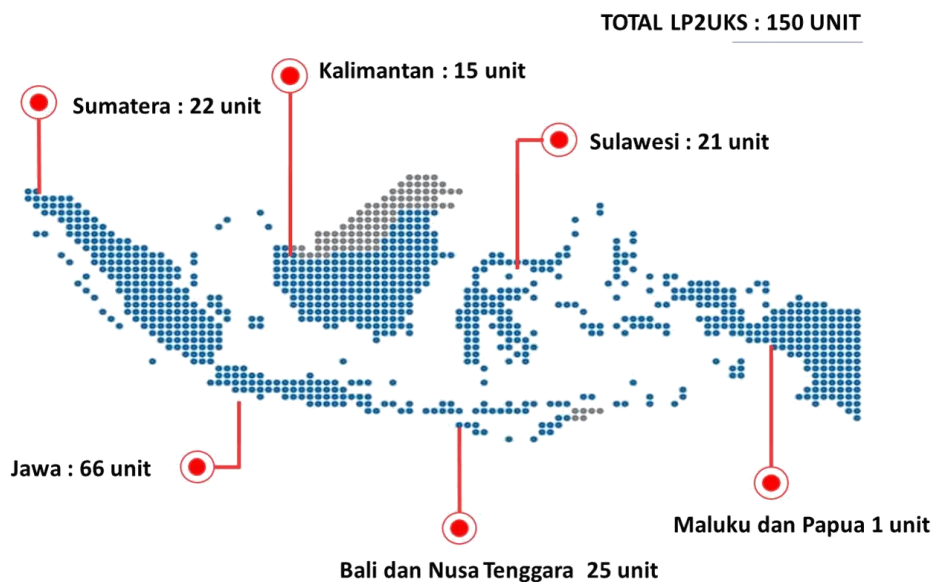 TOTAL LP2UKS : 150 UNIT
Kalimantan : 15 unit
Sumatera : 22 unit
Sulawesi : 21 unit
Jawa : 66 unit
Maluku dan Papua 1 unit
Bali dan Nusa Tenggara 25 unit